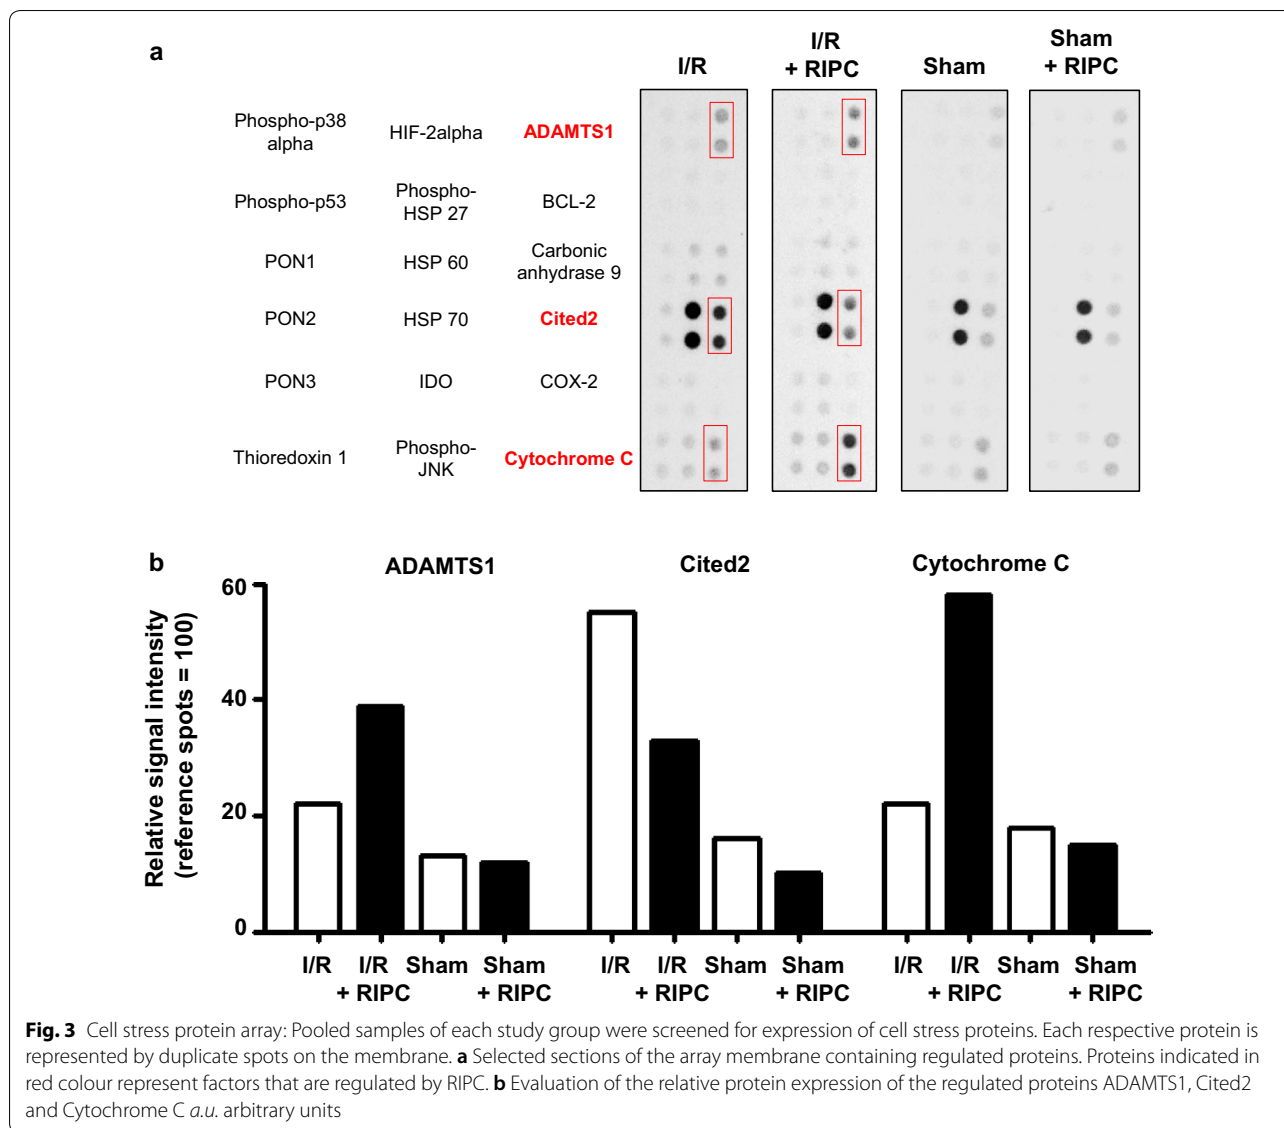 a
I/R
I/R
+ RIPC
Sham
Sham
+ RIPC
Phospho-p38
alpha
HIF-2alpha
ADAMTS1
Phospho-p53
Phospho-
HSP 27
BCL-2
PON1
HSP 60
Carbonic
anhydrase 9
PON2
HSP 70
Cited2
PON3
IDO
COX-2
Thioredoxin 1
Phospho-
JNK
Cytochrome C
b
ADAMTS1
Cited2
Cytochrome C
Relative signal intensity
(reference spots = 100)
60
40
20
0
I/R
I/R
+ RIPC
Sham
Sham
+ RIPC
I/R
I/R
+ RIPC
Sham
Sham
+ RIPC
I/R
I/R
+ RIPC
Sham
Sham
+ RIPC
Fig. 3 Cell stress protein array: Pooled samples of each study group were screened for expression of cell stress proteins. Each respective protein is
represented by duplicate spots on the membrane. a Selected sections of the array membrane containing regulated proteins. Proteins indicated in
red colour represent factors that are regulated by RIPC. b Evaluation of the relative protein expression of the regulated proteins ADAMTS1, Cited2
and Cytochrome C a.u. arbitrary units